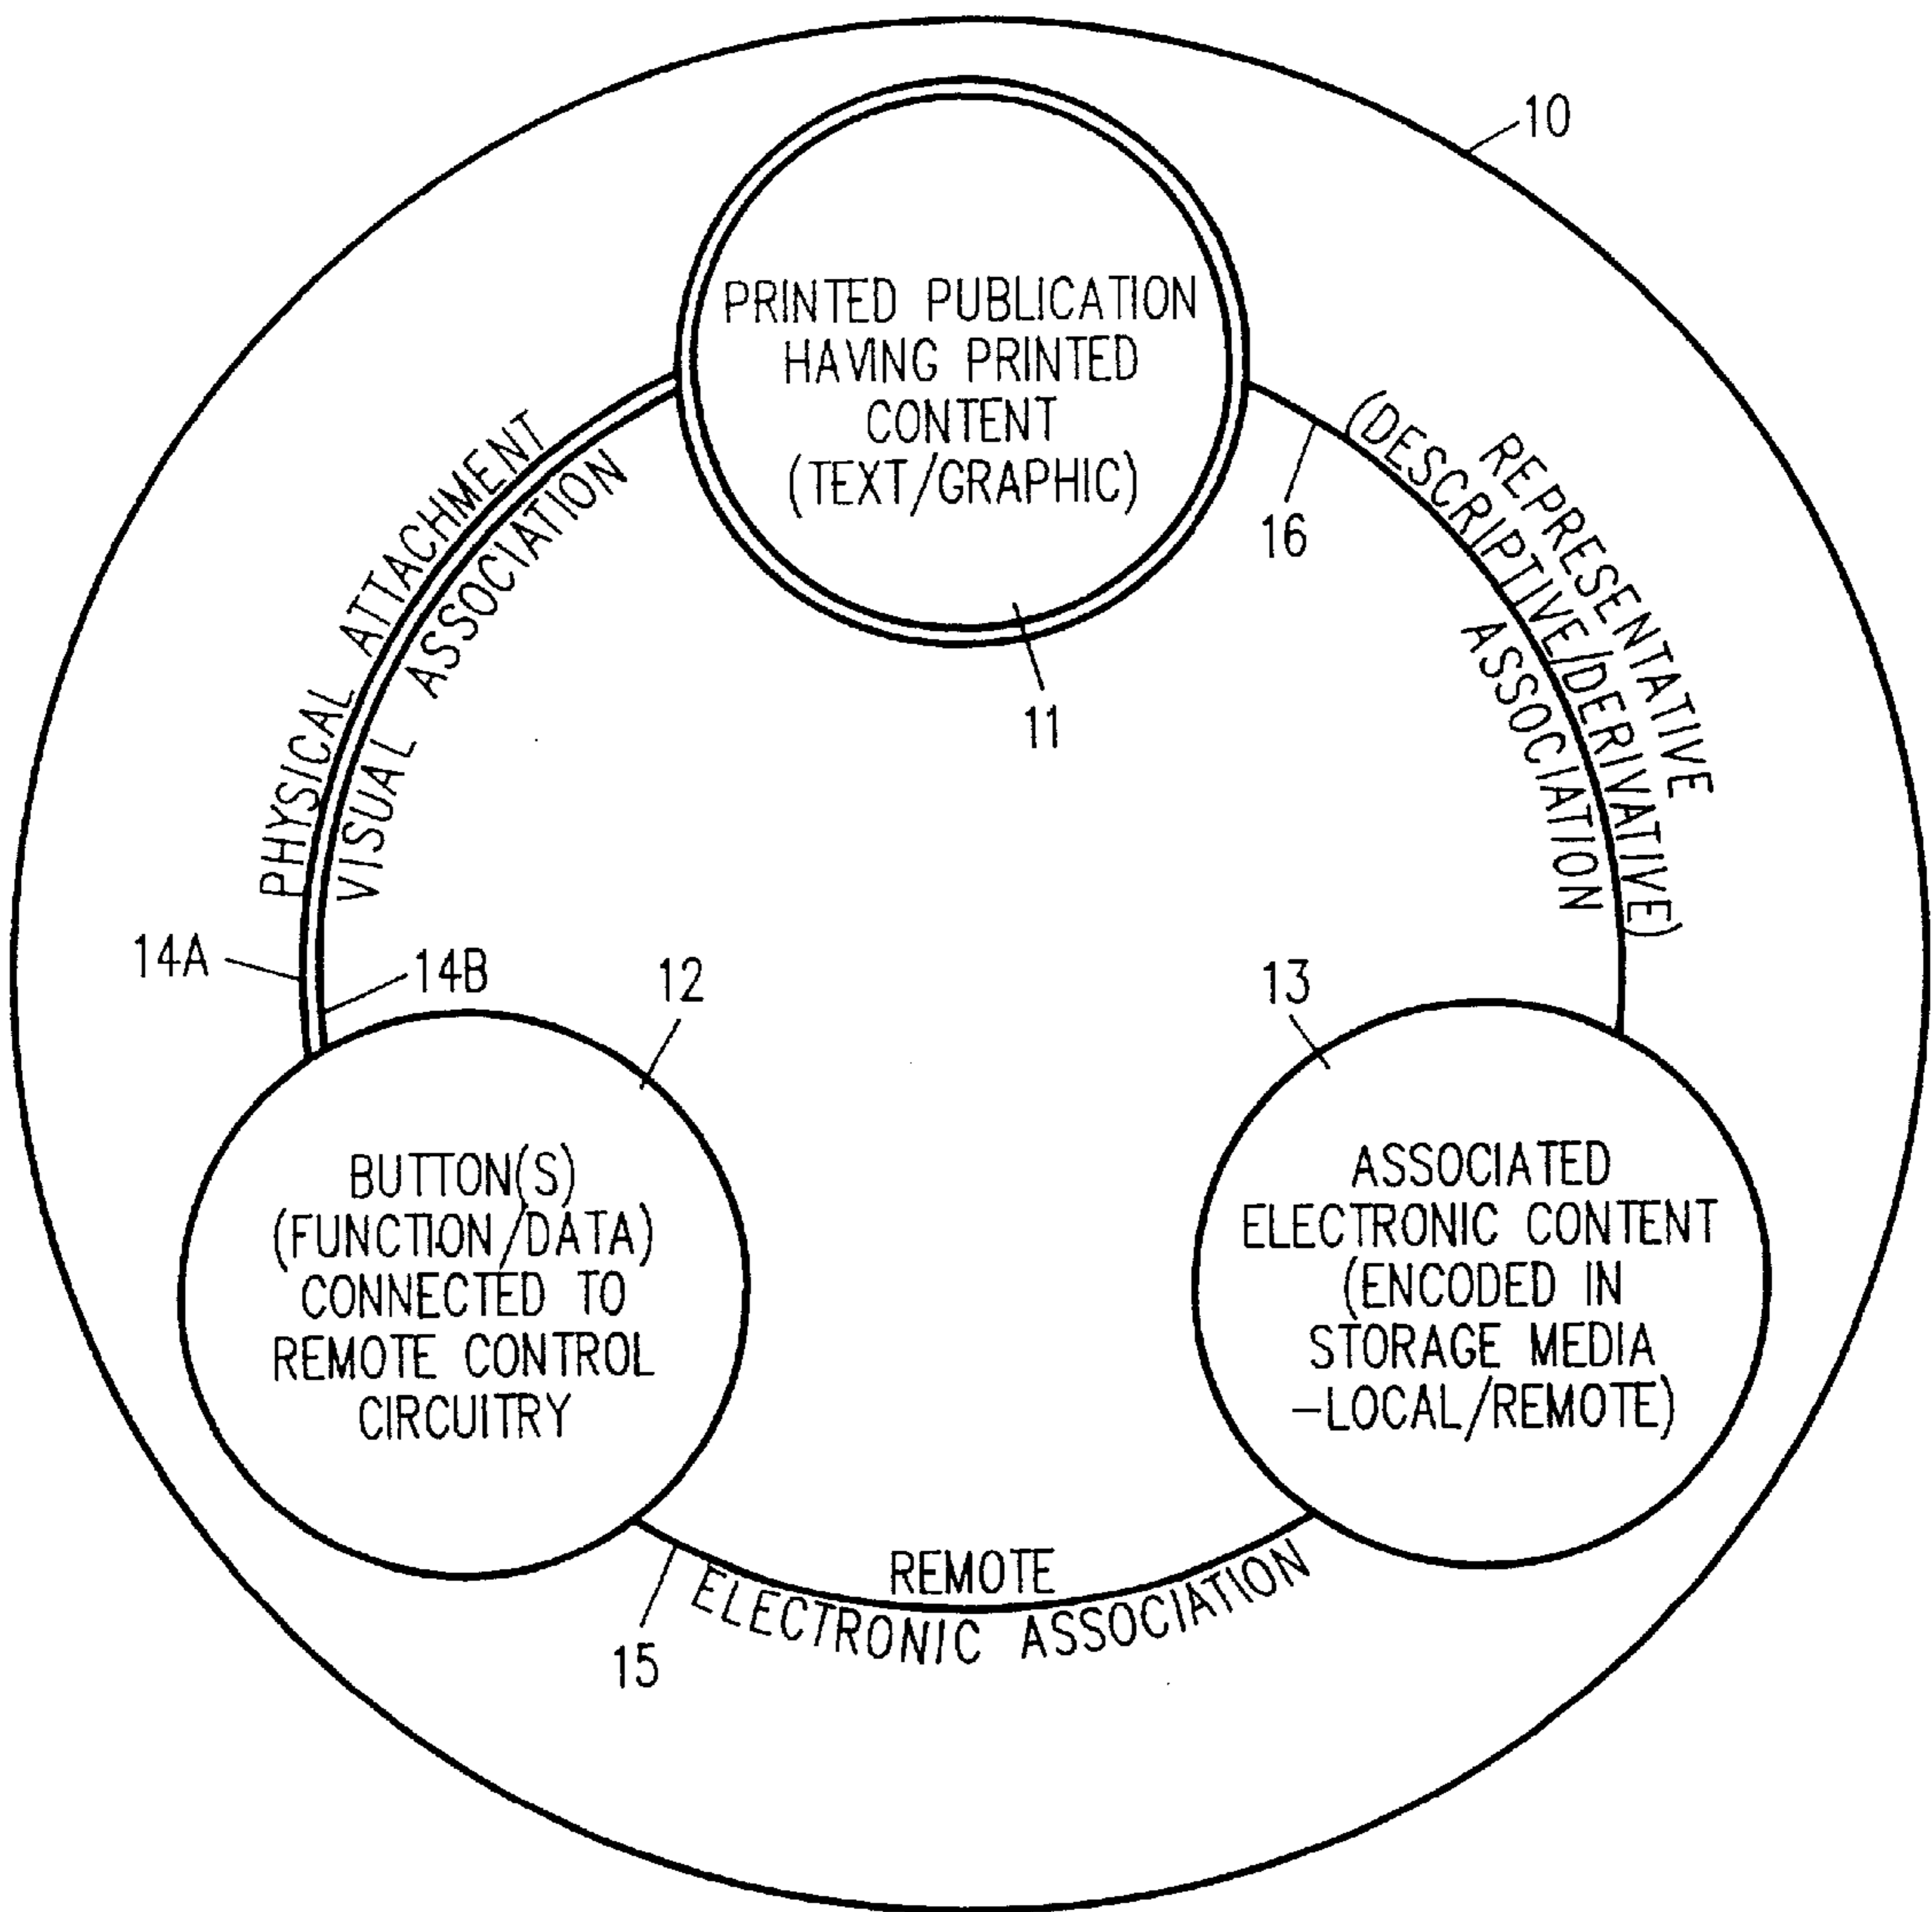 10
PRINTED PUBLICATION
HAVING PRINTED
CONTENT
(TEXT/GRAPHIC)
11
16
PHYSICAL ATTACHMENT
VISUAL ASSOCIATION
REPRESENTATIVE
(DESCRIPTIVE/DERIVATIVE)
ASSOCIATION
14A
14B
12
13
BUTTON(S)
(FUNCTION/DATA)
CONNECTED TO
REMOTE CONTROL
CIRCUITRY
ASSOCIATED
ELECTRONIC CONTENT
(ENCODED IN
STORAGE MEDIA
-LOCAL/REMOTE)
REMOTE
ELECTRONIC ASSOCIATION
15